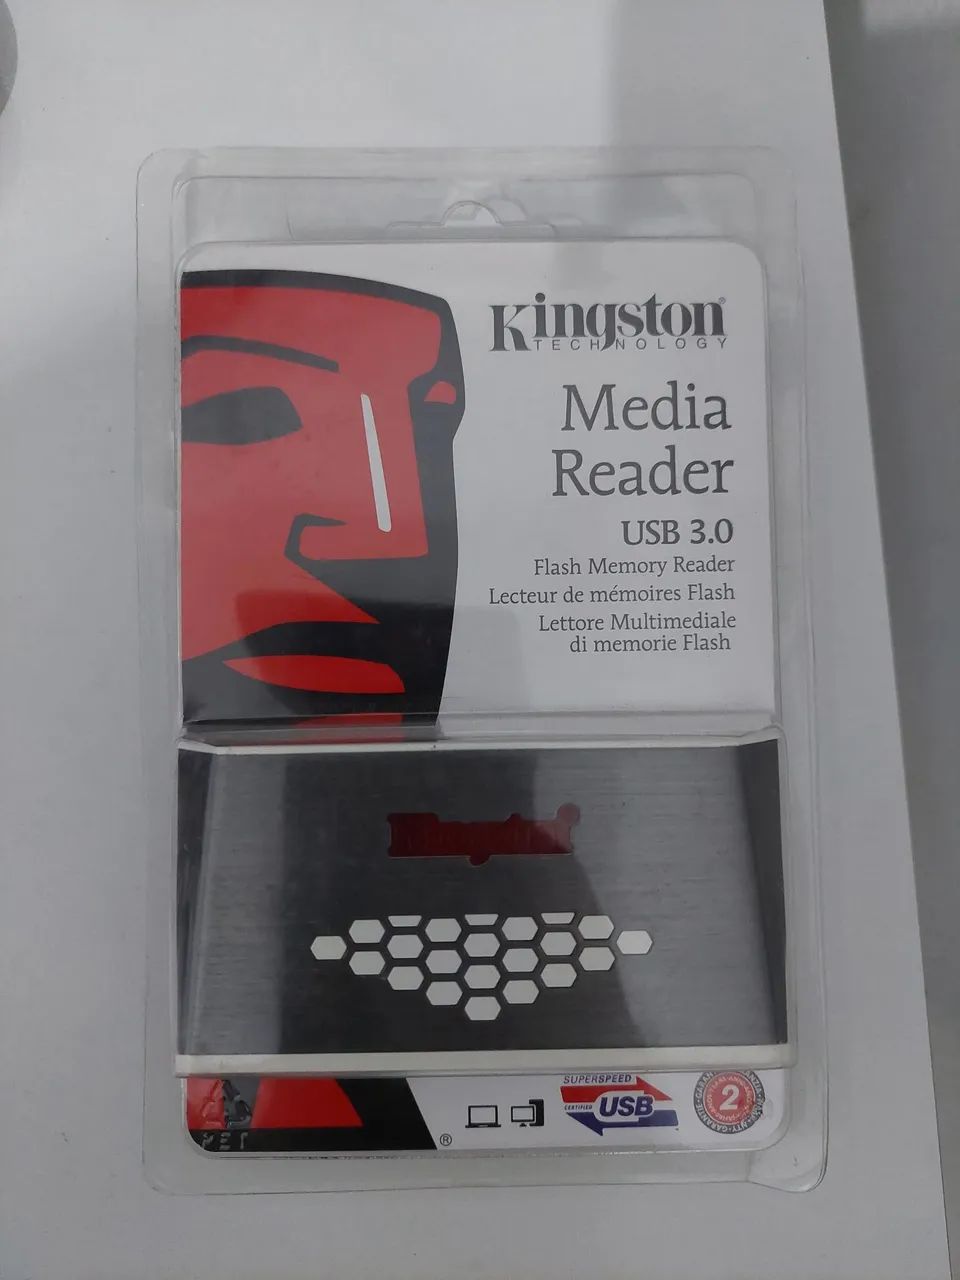 Kingston®
TECHNOLOGY
Media
Reader
USB 3.0
Flash Memory Reader
Lecteur de mémoires Flash
Lettore Multimediale
di memorie Flash
Kingston
®
SUPERSPEED
CERTIFIED USB
2